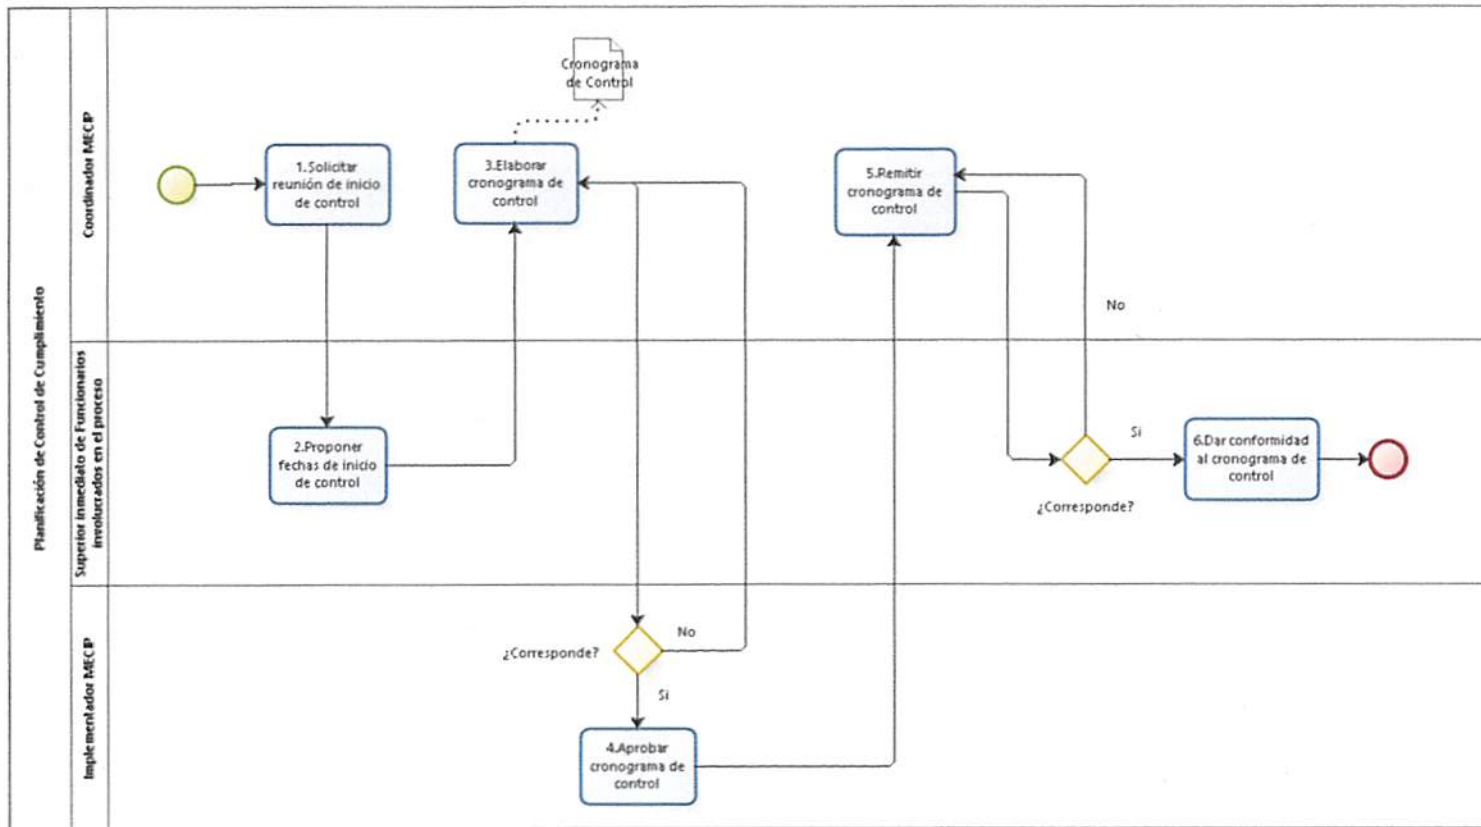 Planificación de Control de Cumplimiento
Coordinador MECIP
Cronograma
de Control
1.Solicitar
reunión de inicio
de control
3.Elaborar
cronograma de
control
5.Remitir
cronograma de
control
No
Superior inmediato de Funcionarios
involucrados en el proceso
2.Proponer
fechas de inicio
de control
Si
¿Corresponde?
6.Dar conformidad
al cronograma de
control
Implementador MECIP
¿Corresponde?
No
Si
4.Aprobar
cronograma de
control